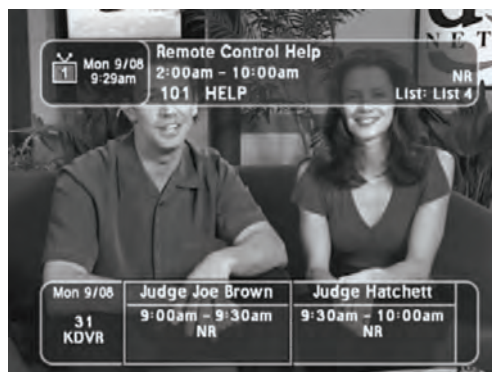 NET
Remote Control Help
Mon 9/08
9:29am
2:00am - 10:00am
NR
1
101 HELP
List: List 4
Mon 9/08
Judge Joe Brown
Judge Hatchett
31
KDVR
9:00am - 9:30am
NR
9:30am - 10:00am
NR